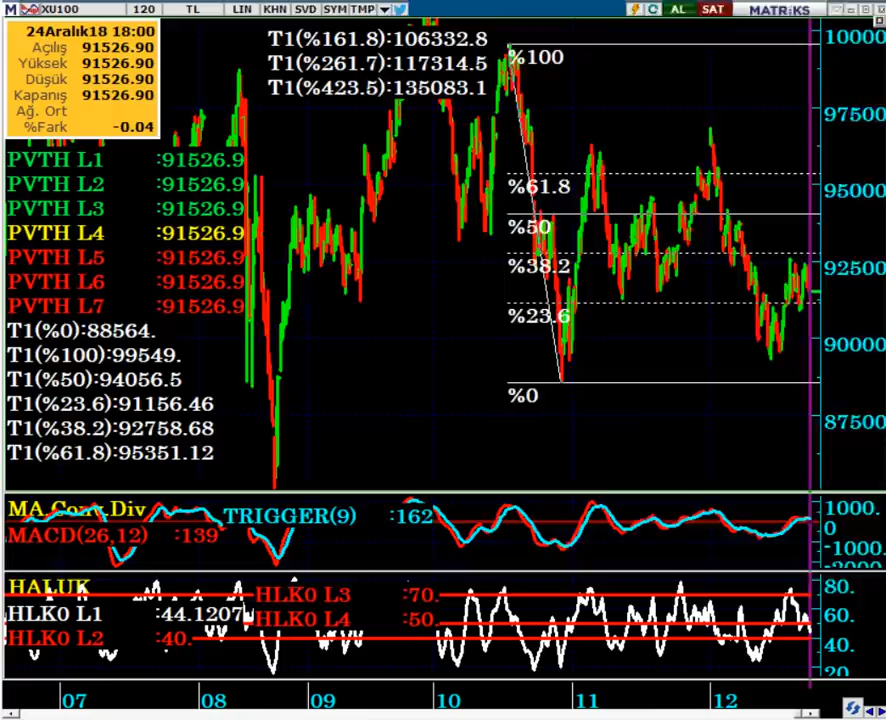 M XU100 120 TL LIN KHN SVD SYM TMP AL SAT MATRiKS
24Aralık18 18:00
Açılış 91526.90
Yüksek 91526.90
Düşük 91526.90
Kapanış 91526.90
Ağ. Ort
%Fark -0.04
T1(%161.8):106332.8
T1(%261.7):117314.5
T1(%423.5):135083.1
PVTH L1 :91526.9
PVTH L2 :91526.9
PVTH L3 :91526.9
PVTH L4 :91526.9
PVTH L5 :91526.9
PVTH L6 :91526.9
PVTH L7 :91526.9
T1(%0):88564.
T1(%100):99549.
T1(%50):94056.5
T1(%23.6):91156.46
T1(%38.2):92758.68
T1(%61.8):95351.12
%100
%61.8
%50
%38.2
%23.6
%0
10000
97500
95000
92500
90000
87500
MA.Conv.Div
MACD(26,12) :139
TRIGGER(9) :162
1000.
0
-1000.
HALUK
HLK0 L1 :44.1207
HLK0 L2 :40.
HLK0 L3 :70.
HLK0 L4 :50.
80.
60.
40.
20
07 08 09 10 11 12